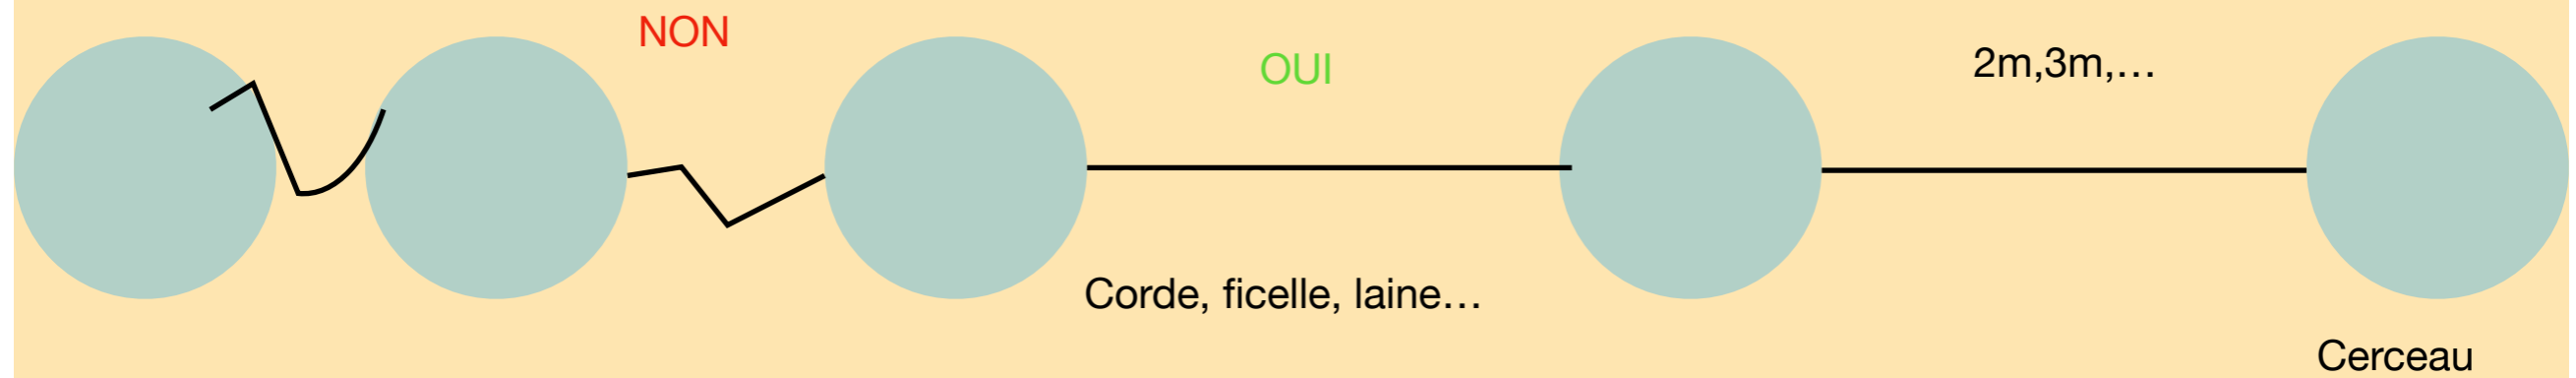 NON
OUI
2m,3m,…
Corde, ficelle, laine…
Cerceau